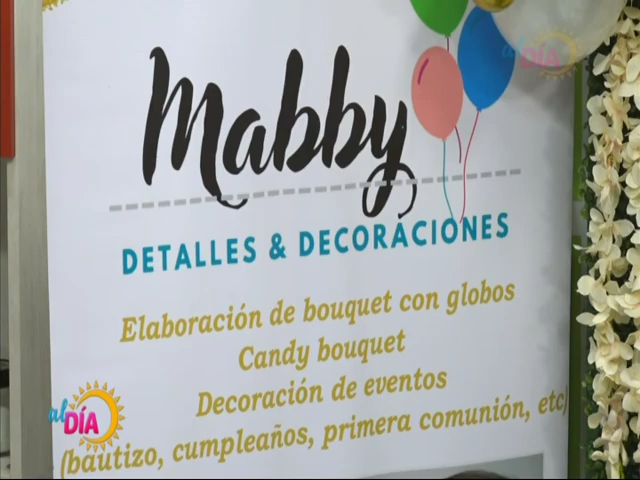 al DÍA
Mabby
DETALLES & DECORACIONES
Elaboración de bouquet con globos
Candy bouquet
Decoración de eventos
(bautizo, cumpleaños, primera comunión, etc)
al DÍA